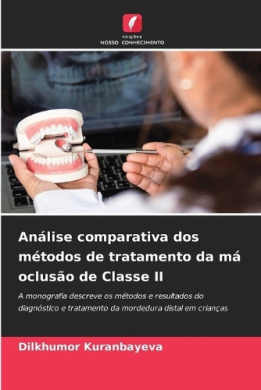 edições
NOSSO CONHECIMENTO
Análise comparativa dos
métodos de tratamento da má
oclusão de Classe II
A monografia descreve os métodos e resultados do
diagnóstico e tratamento da mordedura distal em crianças
Dilkhumor Kuranbayeva